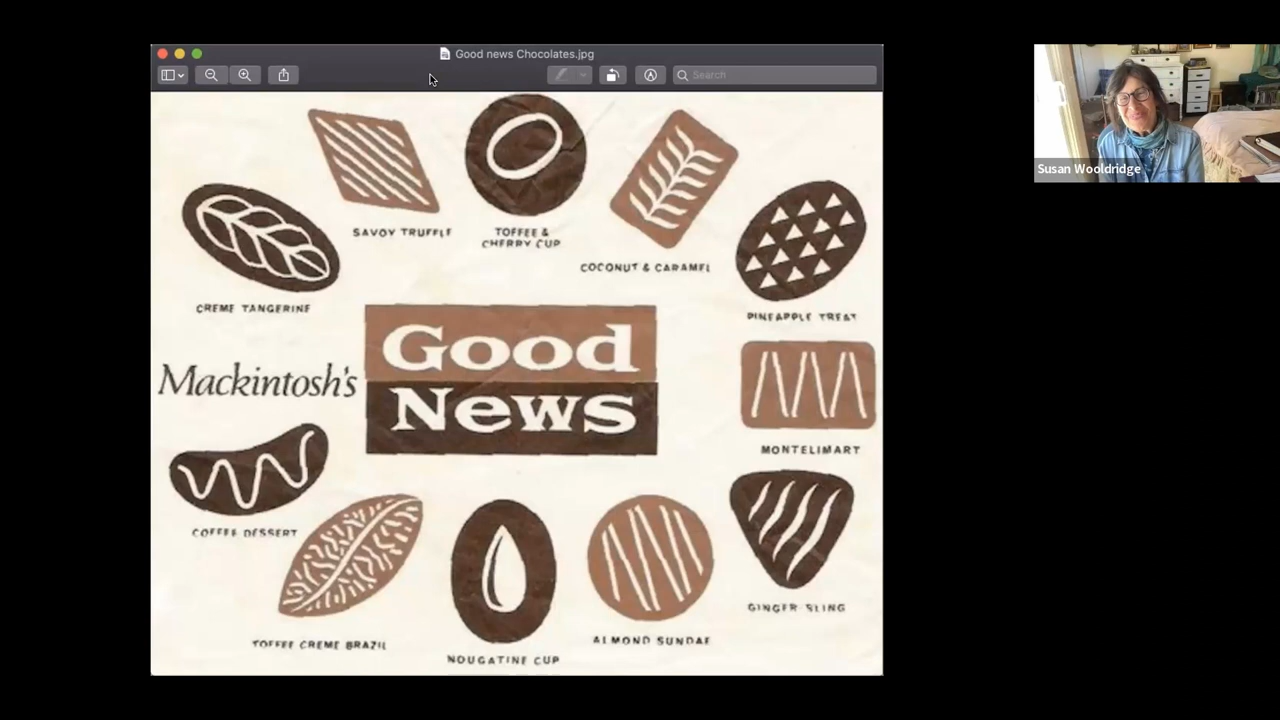 Good news Chocolates.jpg
Search
Susan Wooldridge
SAVOY TRUFFLE
TOFFEE &
CHERRY CUP
COCONUT & CARAMEL
CREME TANGERINE
PINEAPPLE TREAT
Mackintosh's
Good
News
MONTELIMART
COFFEE DESSERT
GINGER SLING
TOFFEE CREME BRAZIL
NOUGATINE CUP
ALMOND SUNDAE